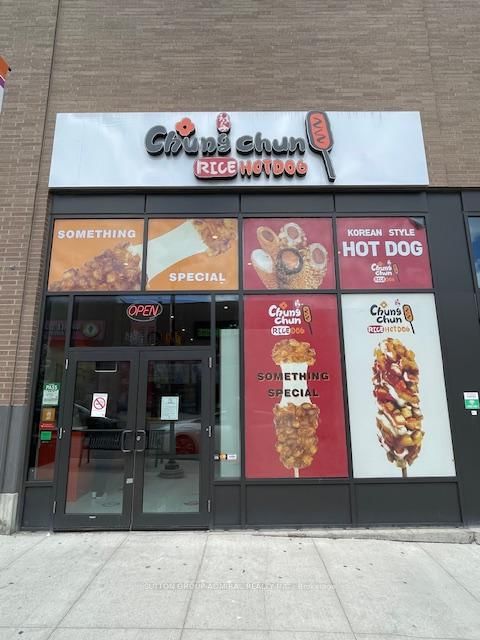 Chung chun
RICE HOTDOG
SOMETHING
SPECIAL
KOREAN STYLE
HOT DOG
Chung
chun
RICE HOTDOG
OPEN
Chung
chun
RICE HOTDOG
SOMETHING
SPECIAL
Chung
chun
RICE HOTDOG
PASS
SUTTON GROUP-ADMIRAL REALTY INC., Brokerage